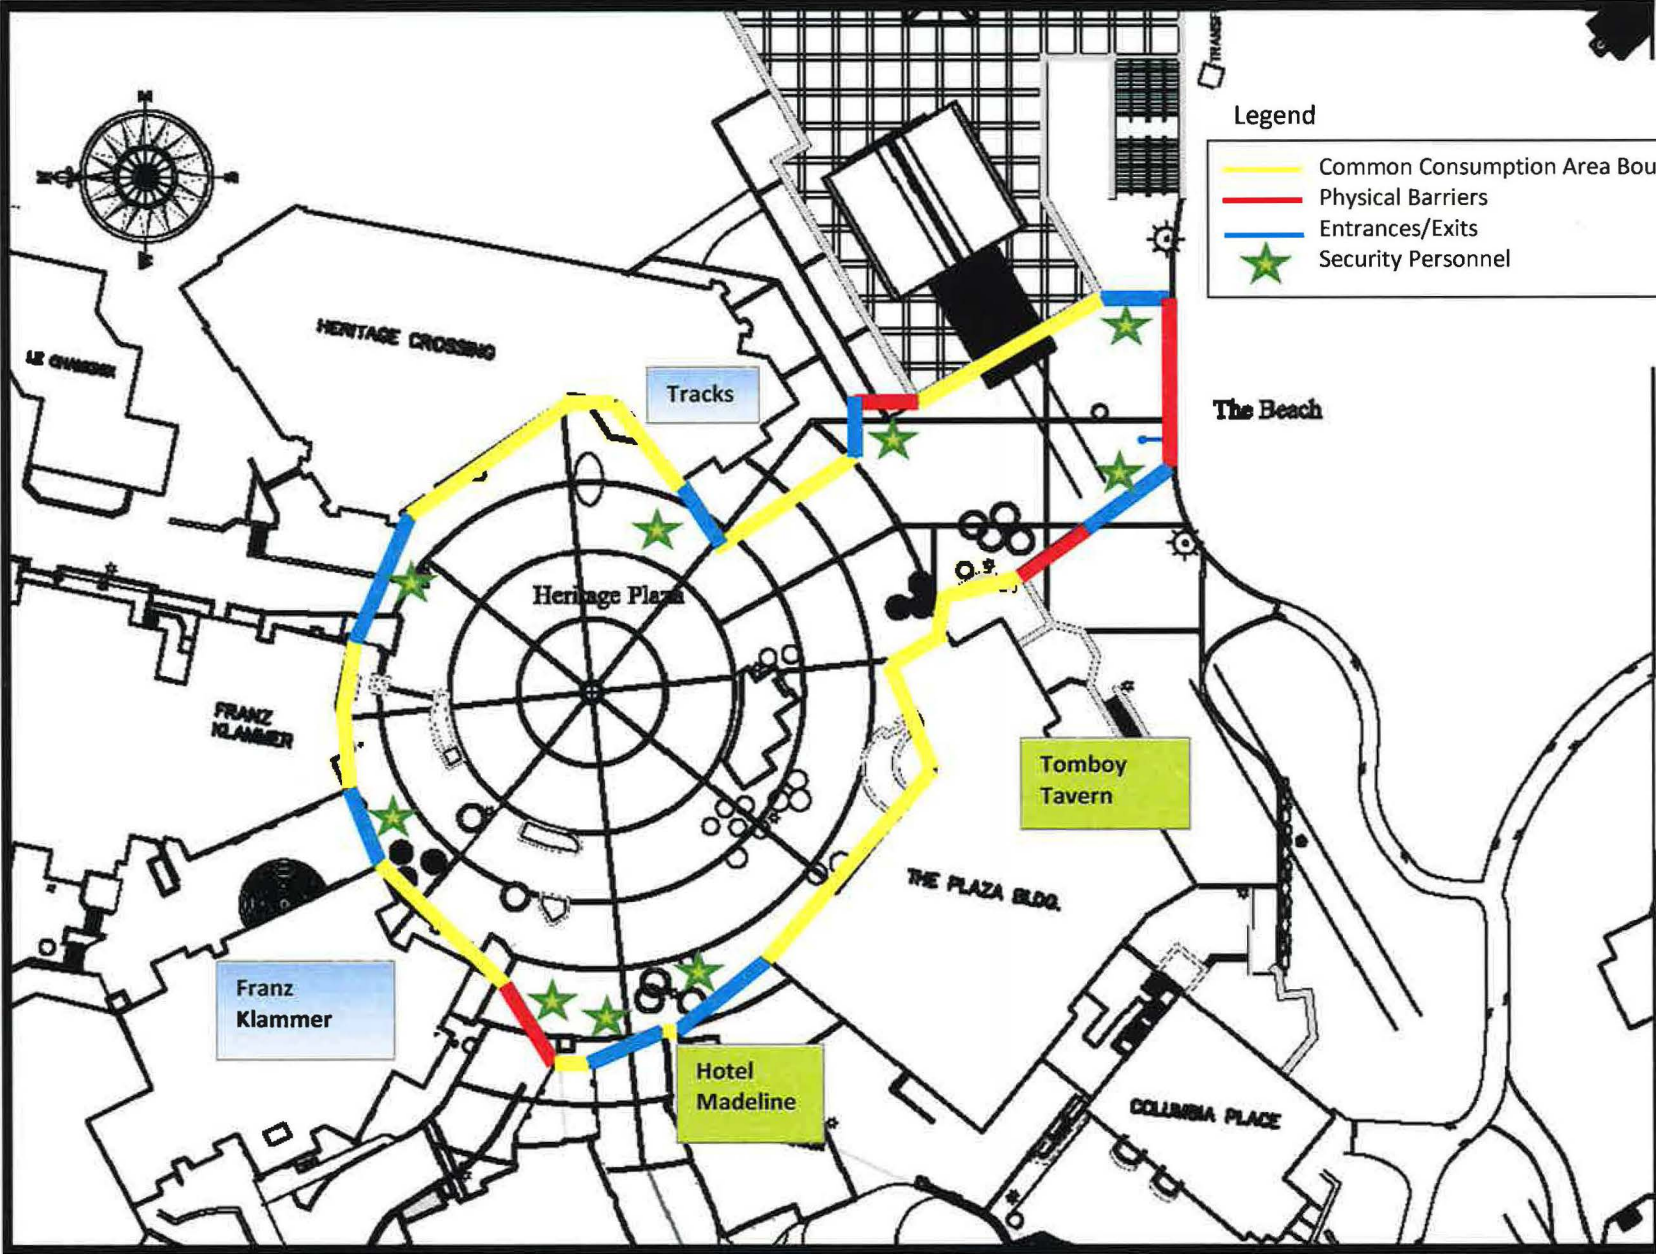 TRANSF
Legend
Common Consumption Area Bou
Physical Barriers
Entrances/Exits
Security Personnel
HERITAGE CROSSING
Tracks
The Beach
Heritage Plaza
FRANZ
KLAMMER
Tomboy
Tavern
THE PLAZA BLDG.
Franz
Klammer
Hotel
Madeline
COLUMBIA PLACE